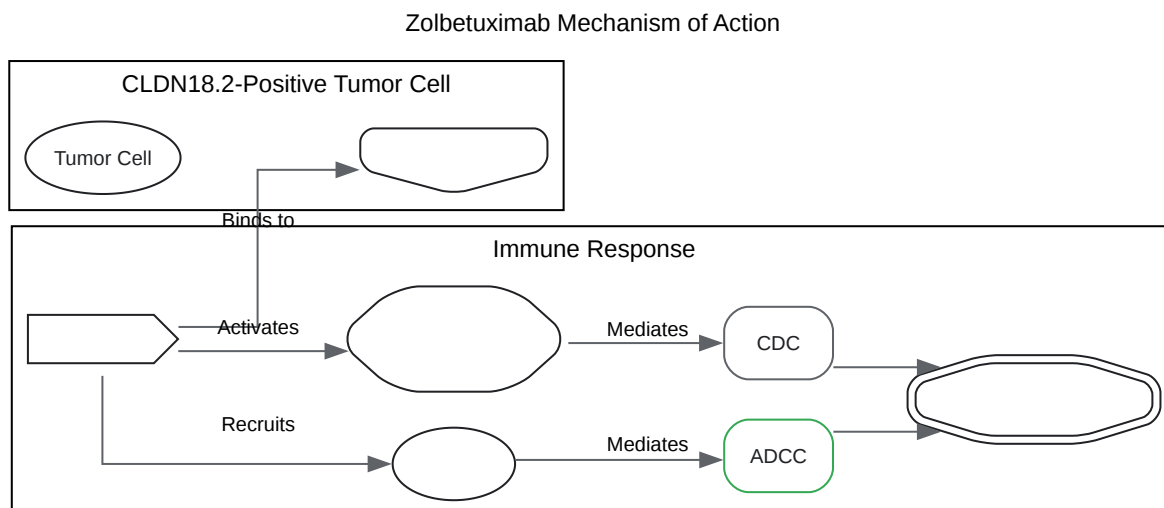 Zolbetuximab Mechanism of Action
CLDN18.2-Positive Tumor Cell
Tumor Cell
Binds to
Immune Response
Activates
Mediates
CDC
Recruits
Mediates
ADCC